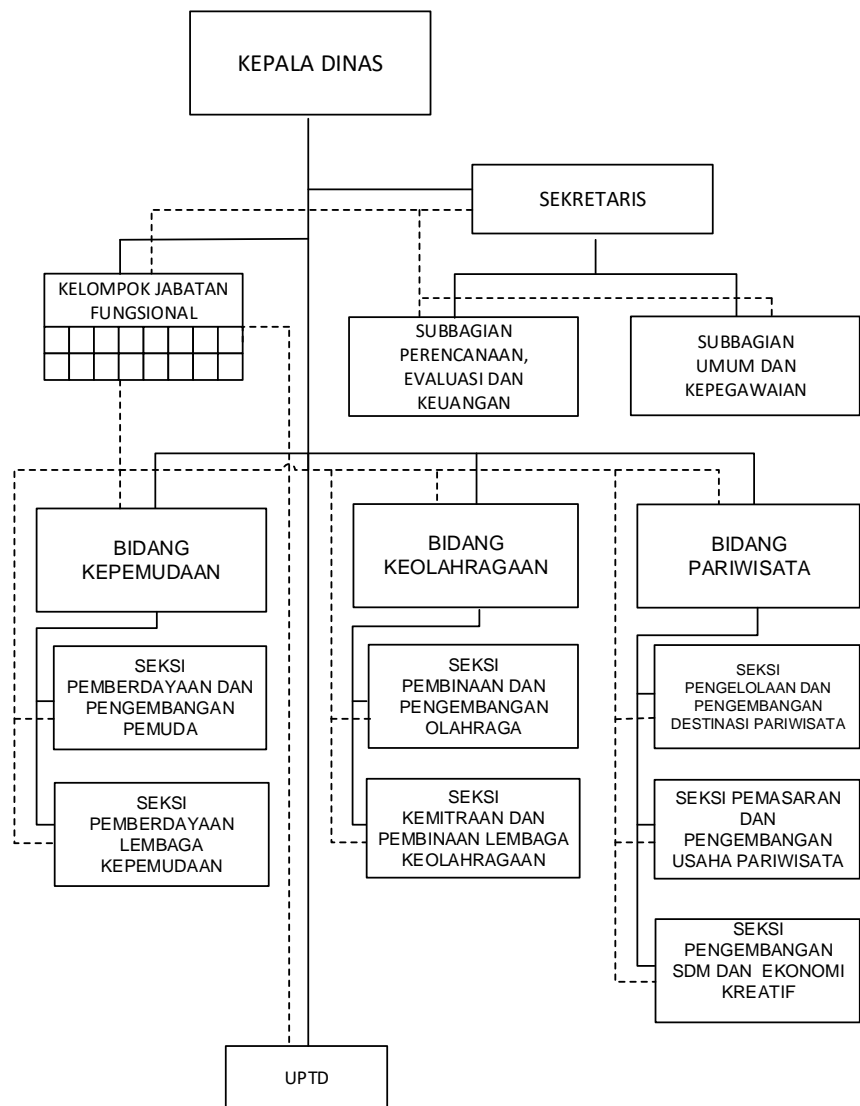 KEPALA DINAS
SEKRETARIS
KELOMPOK JABATAN
FUNGSIONAL
SUBBAGIAN
PERENCANAAN,
EVALUASI DAN
KEUANGAN
SUBBAGIAN
UMUM DAN
KEPEGAWAIAN
BIDANG
KEPEMUDAAN
BIDANG
KEOLAHRAGAAN
BIDANG
PARIWISATA
SEKSI
PEMBERDAYAAN DAN
PENGEMBANGAN
PEMUDA
SEKSI
PEMBINAAN DAN
PENGEMBANGAN
OLAHRAGA
SEKSI
PENGELOLAAN DAN
PENGEMBANGAN
DESTINASI PARIWISATA
SEKSI
PEMBERDAYAAN
LEMBAGA
KEPEMUDAAN
SEKSI
KEMITRAAN DAN
PEMBINAAN LEMBAGA
KEOLAHRAGAAN
SEKSI PEMASARAN
DAN
PENGEMBANGAN
USAHA PARIWISATA
SEKSI
PENGEMBANGAN
SDM DAN EKONOMI
KREATIF
UPTD